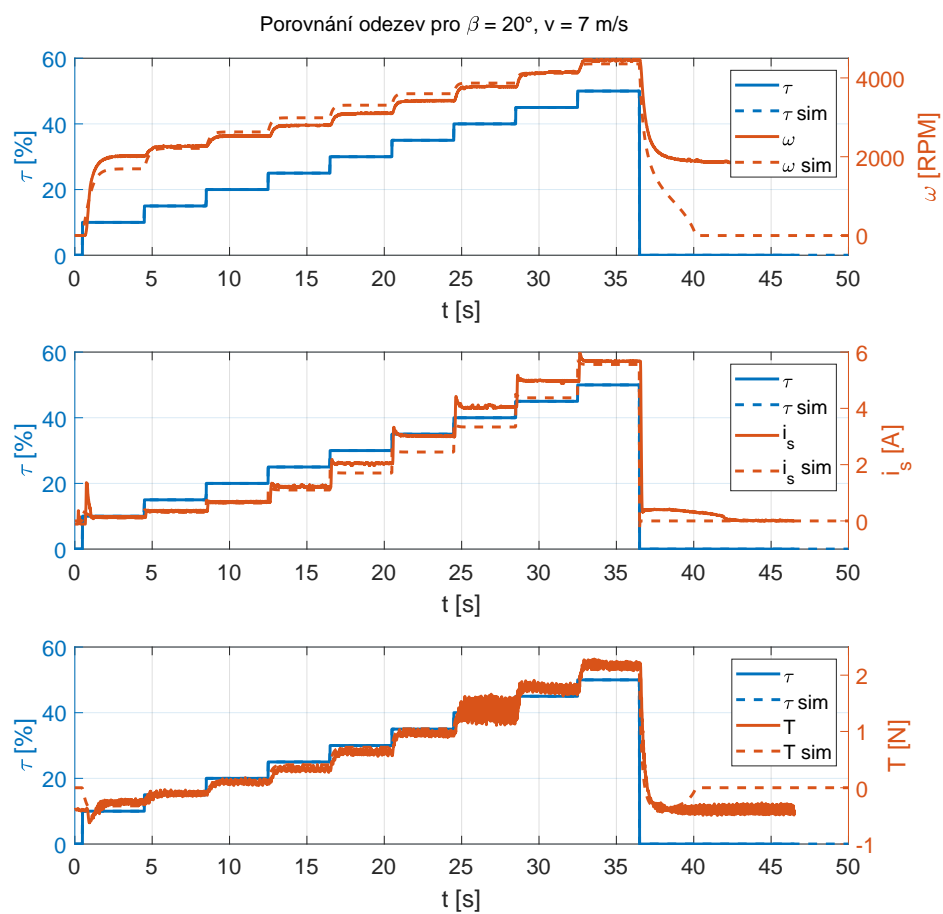 Porovnání odezev pro β = 20°, v = 7 m/s
60
40
20
0
τ [%]
4000
2000
0
ω [RPM]
τ
τ sim
ω
ω sim
0 5 10 15 20 25 30 35 40 45 50
t [s]
60
40
20
0
τ [%]
6
4
2
0
i_s [A]
τ
τ sim
i_s
i_s sim
0 5 10 15 20 25 30 35 40 45 50
t [s]
60
40
20
0
τ [%]
2
1
0
-1
T [N]
τ
τ sim
T
T sim
0 5 10 15 20 25 30 35 40 45 50
t [s]